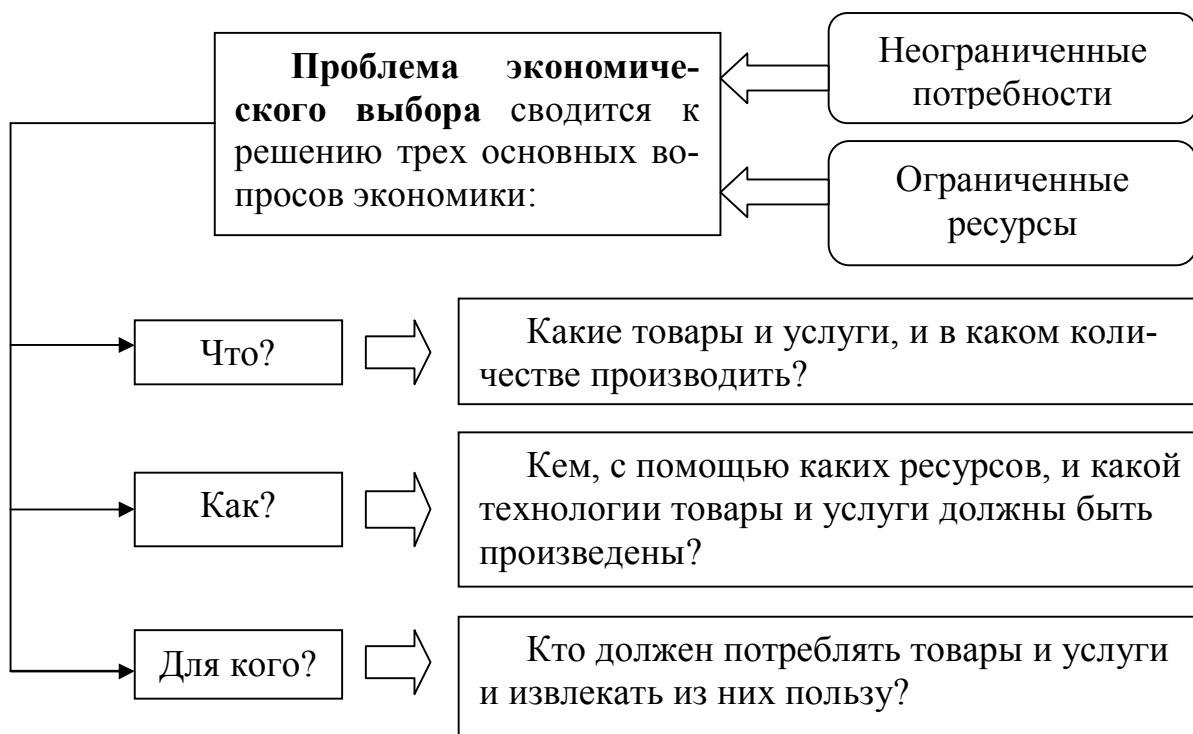 Проблема экономиче-
ского выбора сводится к
решению трех основных во-
просов экономики:
Неограниченные
потребности
Ограниченные
ресурсы
Что?
Какие товары и услуги, и в каком коли-
честве производить?
Как?
Кем, с помощью каких ресурсов, и какой
технологии товары и услуги должны быть
произведены?
Для кого?
Кто должен потреблять товары и услуги
и извлекать из них пользу?